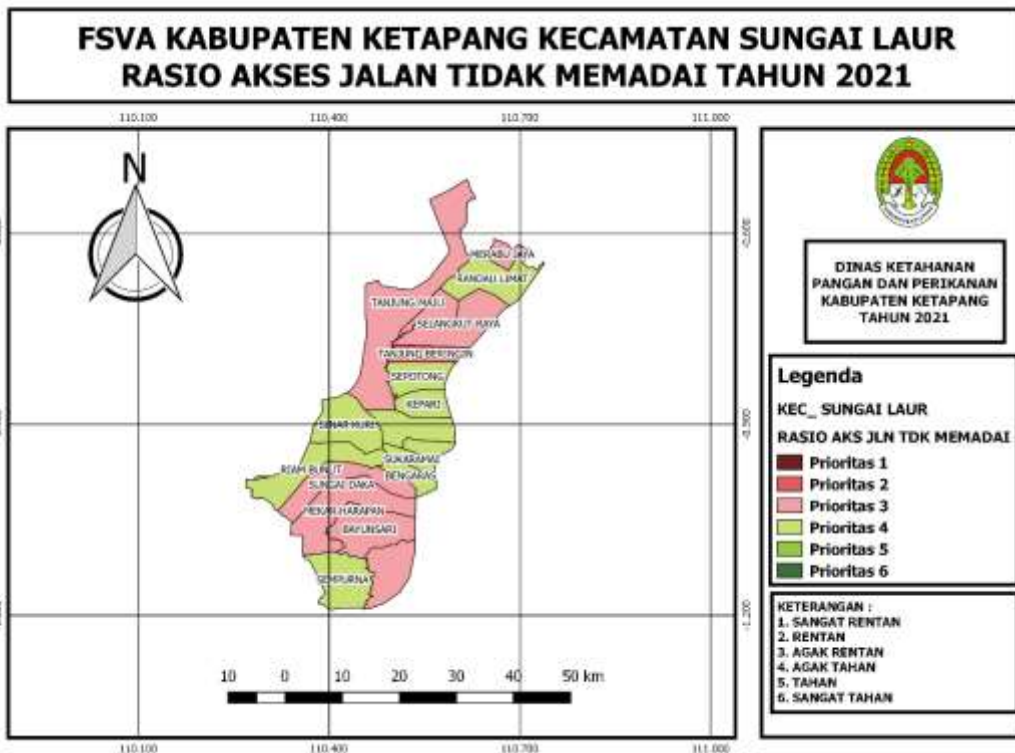 FSVA KABUPATEN KETAPANG KECAMATAN SUNGAI LAUR
RASIO AKSES JALAN TIDAK MEMADAI TAHUN 2021
110.100 110.400 110.700 111.000
N
MERABU JAYA
RANDAU LIMAT
TANJUNG MAJU
SELANGKUT RAYA
TANJUNG BERINGIN
SEPOTONG
KEPARI
SINAR KURI
SUKARAMAI
RIAM BUNUT
BENGARAS
SUNGAI DAKA
MEKAR HARAPAN
BAYUNSARI
SEMPURNA
-0.600
-0.900
-1.200
10 0 10 20 30 40 50 km
110.100 110.400 110.700 111.000
DINAS KETAHANAN
PANGAN DAN PERIKANAN
KABUPATEN KETAPANG
TAHUN 2021
Legenda
KEC_ SUNGAI LAUR
RASIO AKS JLN TDK MEMADAI
Prioritas 1
Prioritas 2
Prioritas 3
Prioritas 4
Prioritas 5
Prioritas 6
KETERANGAN :
1. SANGAT RENTAN
2. RENTAN
3. AGAK RENTAN
4. AGAK TAHAN
5. TAHAN
6. SANGAT TAHAN